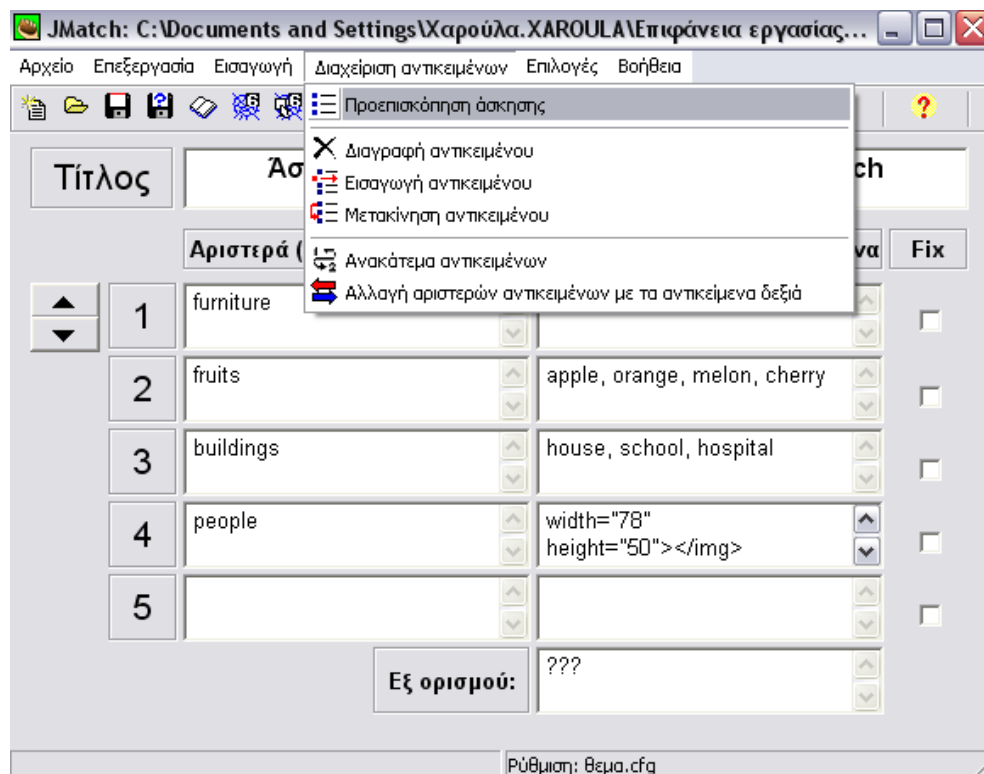 JMatch: C:\Documents and Settings\Χαρούλα.XAROULA\Επιφάνεια εργασίας...
Αρχείο Επεξεργασία Εισαγωγή Διαχείριση αντικειμένων Επιλογές Βοήθεια
Προεπισκόπηση άσκησης
Διαγραφή αντικειμένου
Εισαγωγή αντικειμένου
Μετακίνηση αντικειμένου
Ανακάτεμα αντικειμένων
Αλλαγή αριστερών αντικειμένων με τα αντικείμενα δεξιά
Τίτλος Άσ ch
Αριστερά ( να Fix
1 furniture
2 fruits apple, orange, melon, cherry
3 buildings house, school, hospital
4 people width="78"
height="50"></img>
5
Εξ ορισμού: ???
Ρύθμιση: θεμα.cfg